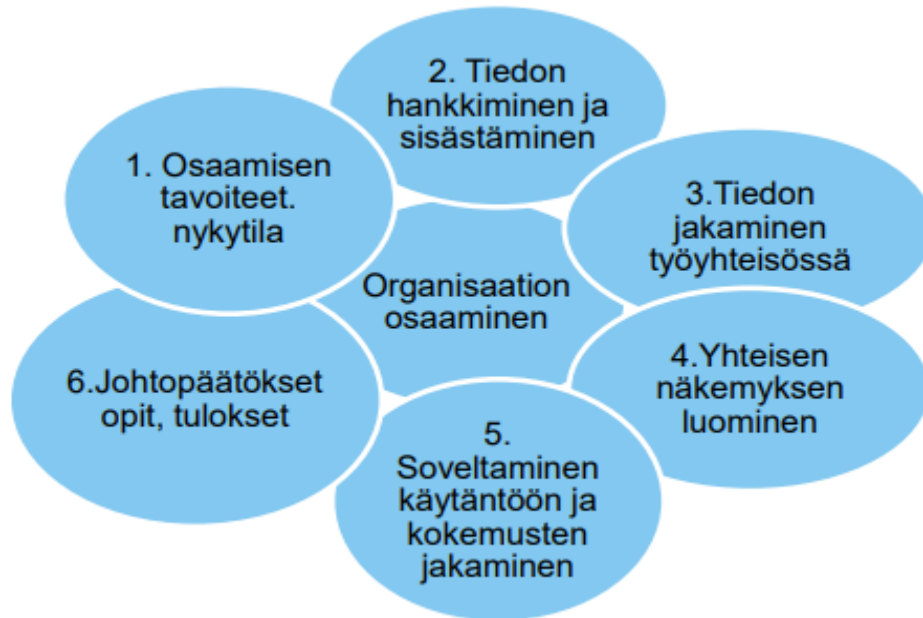 1. Osaamisen
tavoiteet.
nykytila
2. Tiedon
hankkiminen ja
sisästäminen
3.Tiedon
jakaminen
työyhteisössä
4.Yhteisen
näkemyksen
luominen
5.
Soveltaminen
käytäntöön ja
kokemusten
jakaminen
6.Johtopäätökset
opit, tulokset
Organisaation
osaaminen